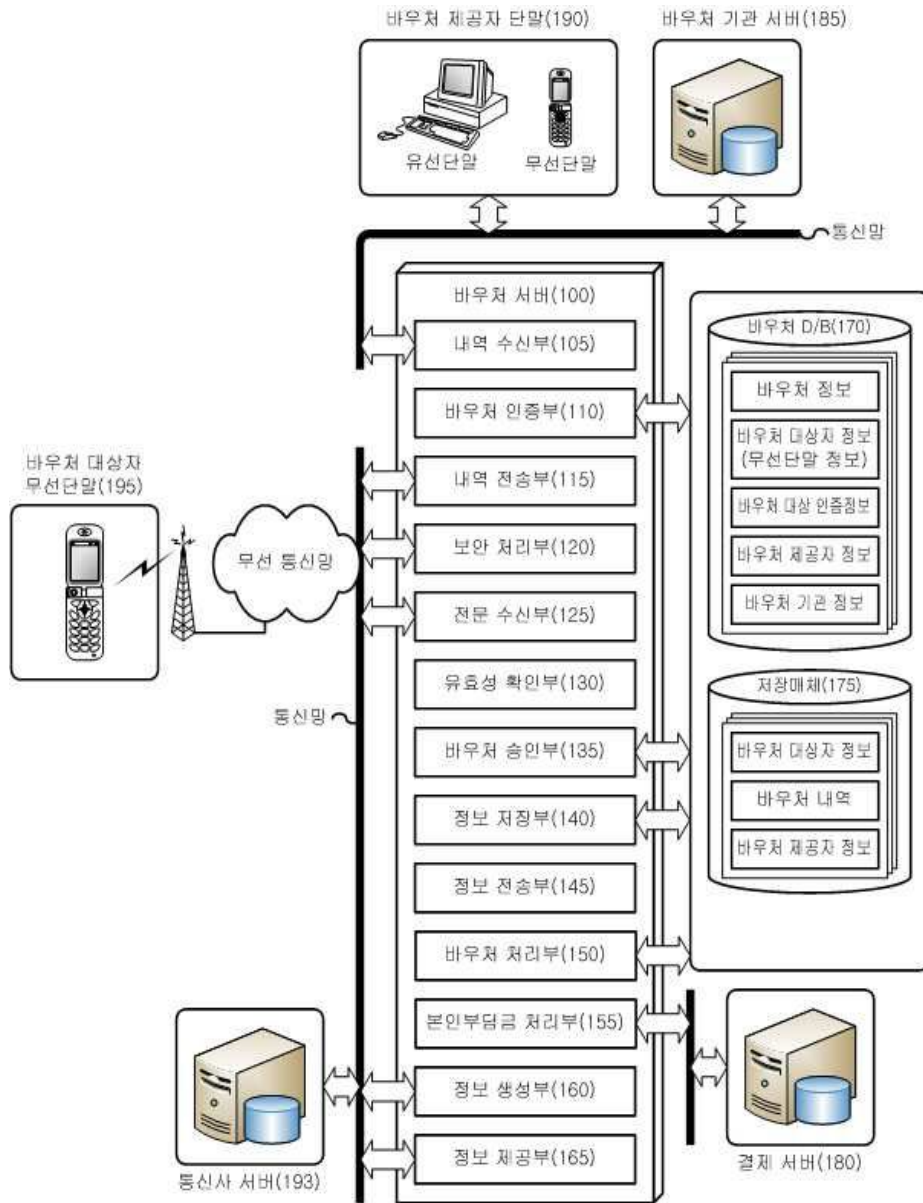 바우처 제공자 단말(190)
바우처 기관 서버(185)
유선단말
무선단말
통신망
바우처 서버(100)
내역 수신부(105)
바우처 인증부(110)
내역 전송부(115)
보안 처리부(120)
전문 수신부(125)
유효성 확인부(130)
바우처 승인부(135)
정보 저장부(140)
정보 전송부(145)
바우처 처리부(150)
본인부담금 처리부(155)
정보 생성부(160)
정보 제공부(165)
바우처 D/B(170)
바우처 정보
바우처 대상자 정보
(무선단말 정보)
바우처 대상 인증정보
바우처 제공자 정보
바우처 기관 정보
저장매체(175)
바우처 대상자 정보
바우처 내역
바우처 제공자 정보
바우처 대상자
무선단말(195)
무선 통신망
통신망
통신사 서버(193)
결제 서버(180)